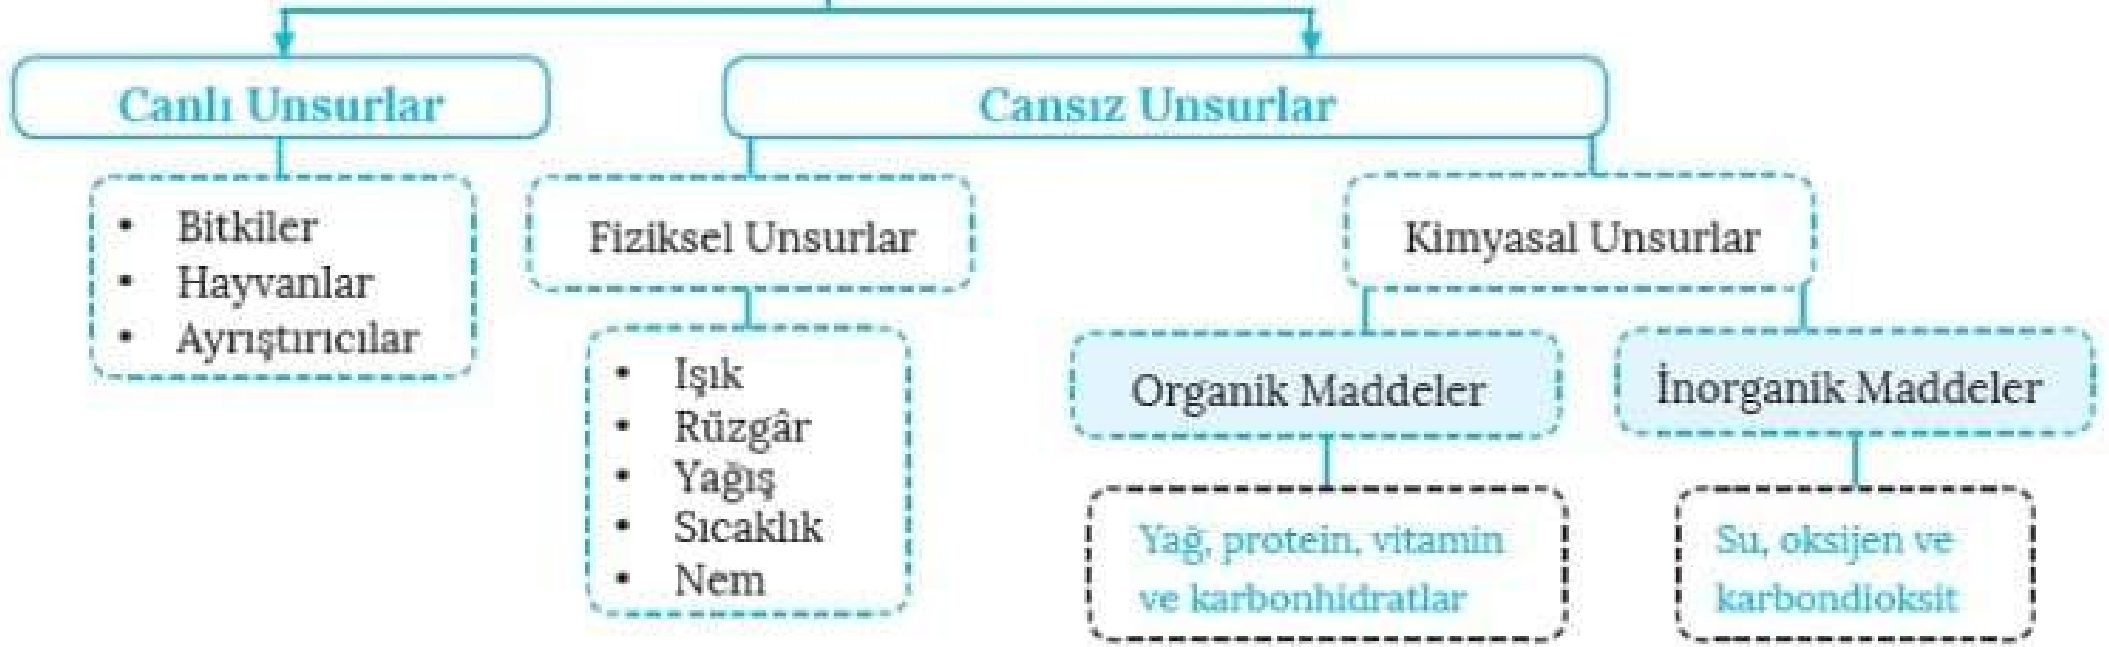 Canlı Unsurlar
Cansız Unsurlar
• Bitkiler
• Hayvanlar
• Ayrıştırıcılar
Fiziksel Unsurlar
Kimyasal Unsurlar
• Işık
• Rüzgâr
• Yağış
• Sıcaklık
• Nem
Organik Maddeler
İnorganik Maddeler
Yağ, protein, vitamin
ve karbonhidratlar
Su, oksijen ve
karbondioksit